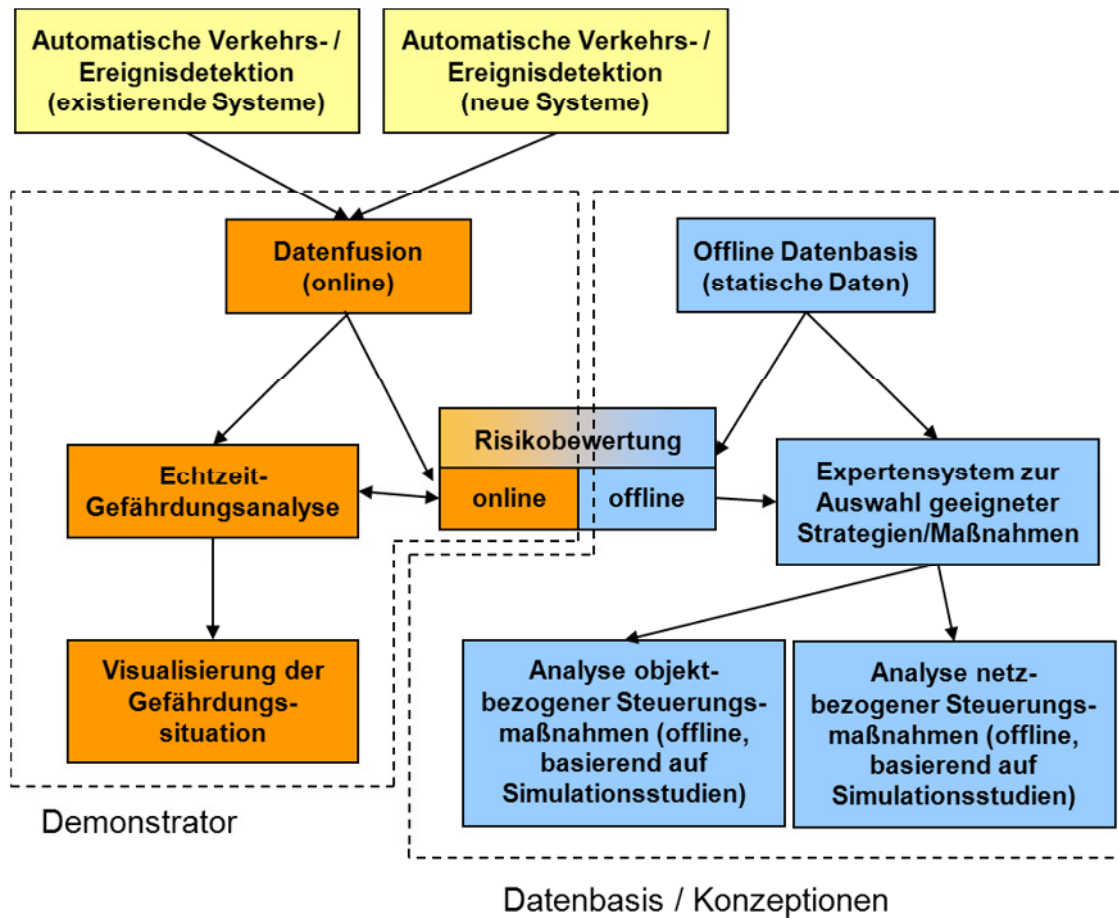 Automatische Verkehrs- /
Ereignisdetektion
(existierende Systeme)
Automatische Verkehrs- /
Ereignisdetektion
(neue Systeme)
Datenfusion
(online)
Offline Datenbasis
(statische Daten)
Risikobewertung
online
offline
Echtzeit-
Gefährdungsanalyse
Expertensystem zur
Auswahl geeigneter
Strategien/Maßnahmen
Visualisierung der
Gefährdungs-
situation
Analyse objekt-
bezogener Steuerungs-
maßnahmen (offline,
basierend auf
Simulationsstudien)
Analyse netz-
bezogener Steuerungs-
maßnahmen (offline,
basierend auf
Simulationsstudien)
Demonstrator
Datenbasis / Konzeptionen